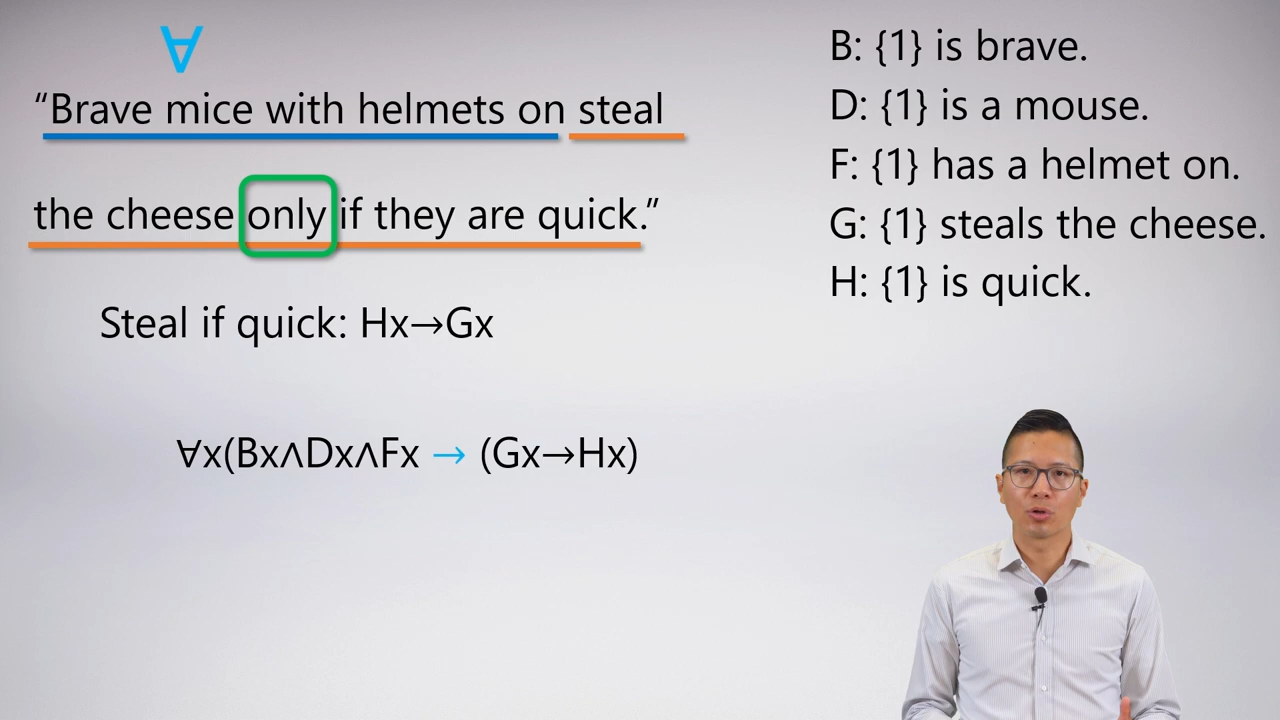 ∀
“Brave mice with helmets on steal
the cheese only if they are quick.”
Steal if quick: Hx→Gx
∀x(Bx∧Dx∧Fx → (Gx→Hx)
B: {1} is brave.
D: {1} is a mouse.
F: {1} has a helmet on.
G: {1} steals the cheese.
H: {1} is quick.